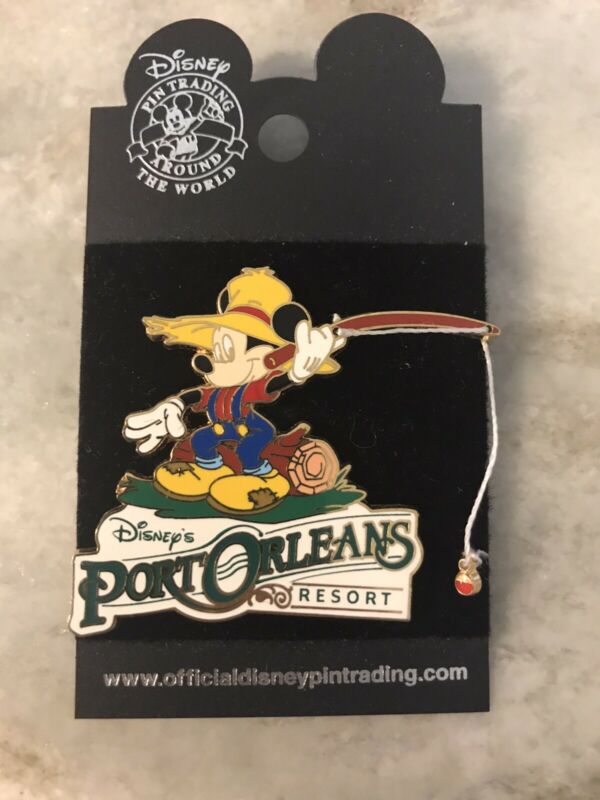 Disney
PIN TRADING
AROUND
THE WORLD
Disney's
PORT ORLEANS
RESORT
www.officialdisneypintrading.com